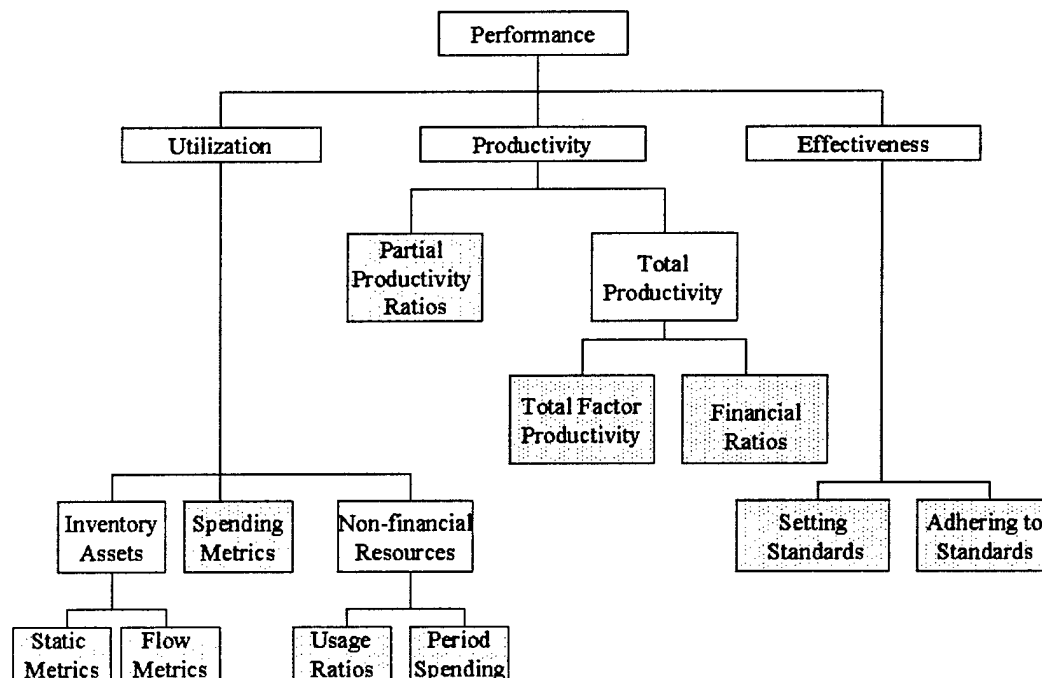 Performance
Utilization
Productivity
Effectiveness
Partial
Productivity
Ratios
Total
Productivity
Total Factor
Productivity
Financial
Ratios
Inventory
Assets
Spending
Metrics
Non-financial
Resources
Setting
Standards
Adhering to
Standards
Static
Metrics
Flow
Metrics
Usage
Ratios
Period
Spending